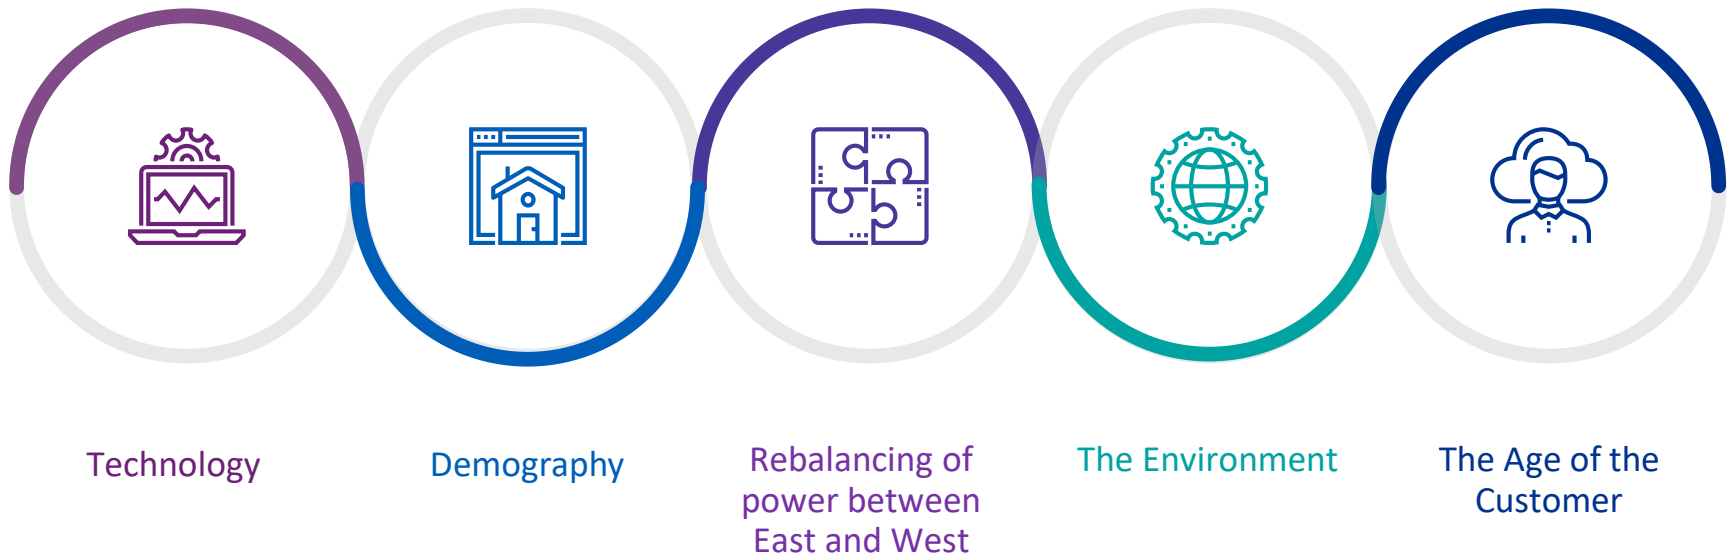 Technology
Demography
Rebalancing of
power between
East and West
The Environment
The Age of the
Customer